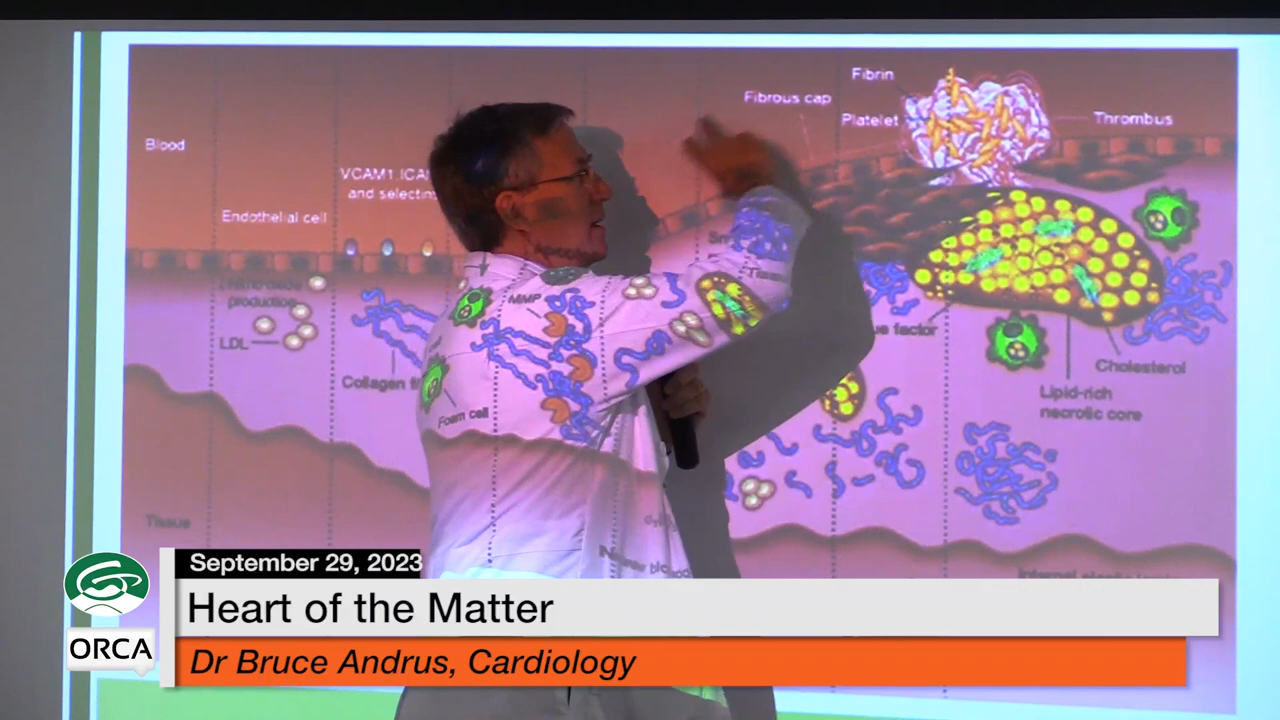 Fibrin
Fibrous cap
Platelet
Thrombus
Blood
VCAM1, ICA
and selectins
Endothelial cell
production
LDL
MMP
Collagen
Foam cell
factor
Cholesterol
Lipid-rich
necrotic core
Tissue
September 29, 2023
Heart of the Matter
Dr Bruce Andrus, Cardiology
ORCA